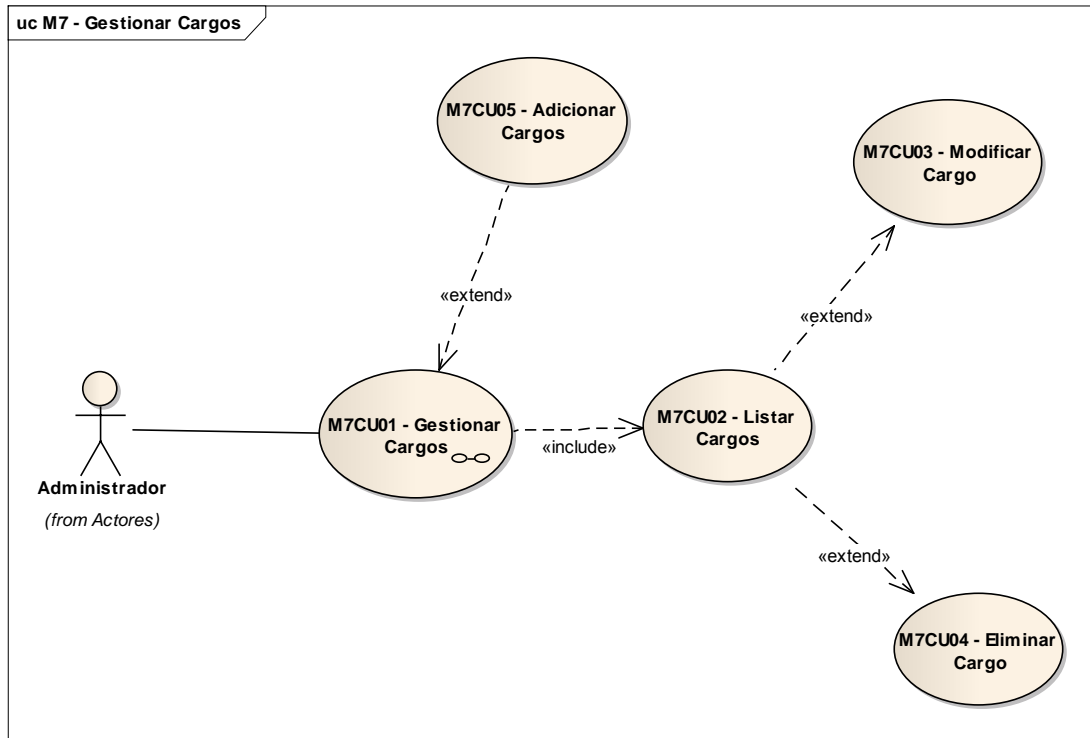 uc M7 - Gestionar Cargos
M7CU05 - Adicionar
Cargos
M7CU03 - Modificar
Cargo
«extend»
«extend»
M7CU01 - Gestionar
Cargos
«include»
M7CU02 - Listar
Cargos
Administrador
(from Actores)
«extend»
M7CU04 - Eliminar
Cargo